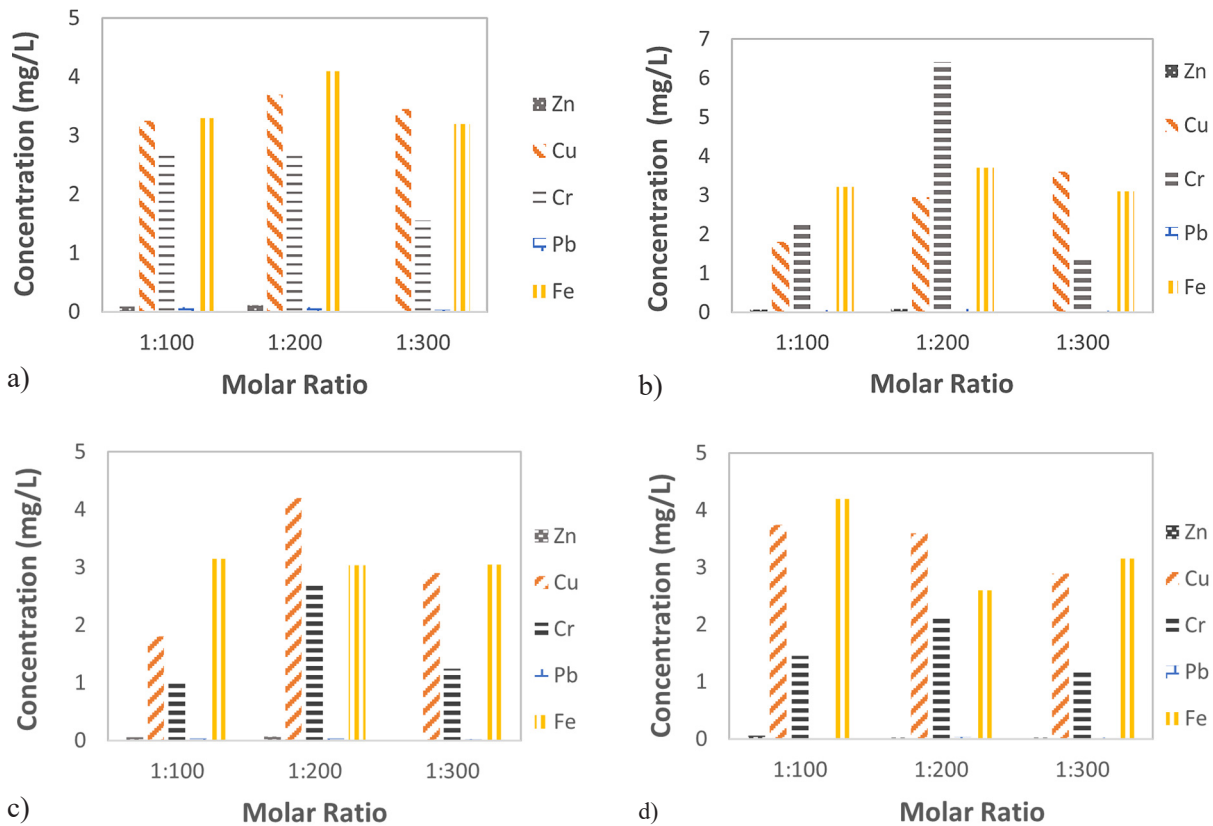 5
4
3
2
1
0
Concentration (mg/L)
1:100 1:200 1:300
Molar Ratio
Zn
Cu
Cr
Pb
Fe
a)
7
6
5
4
3
2
1
0
Concentration (mg/L)
1:100 1:200 1:300
Molar Ratio
Zn
Cu
Cr
Pb
Fe
b)
5
4
3
2
1
0
Concentration (mg/L)
1:100 1:200 1:300
Molar Ratio
Zn
Cu
Cr
Pb
Fe
c)
5
4
3
2
1
0
Concentration (mg/L)
1:100 1:200 1:300
Molar Ratio
Zn
Cu
Cr
Pb
Fe
d)